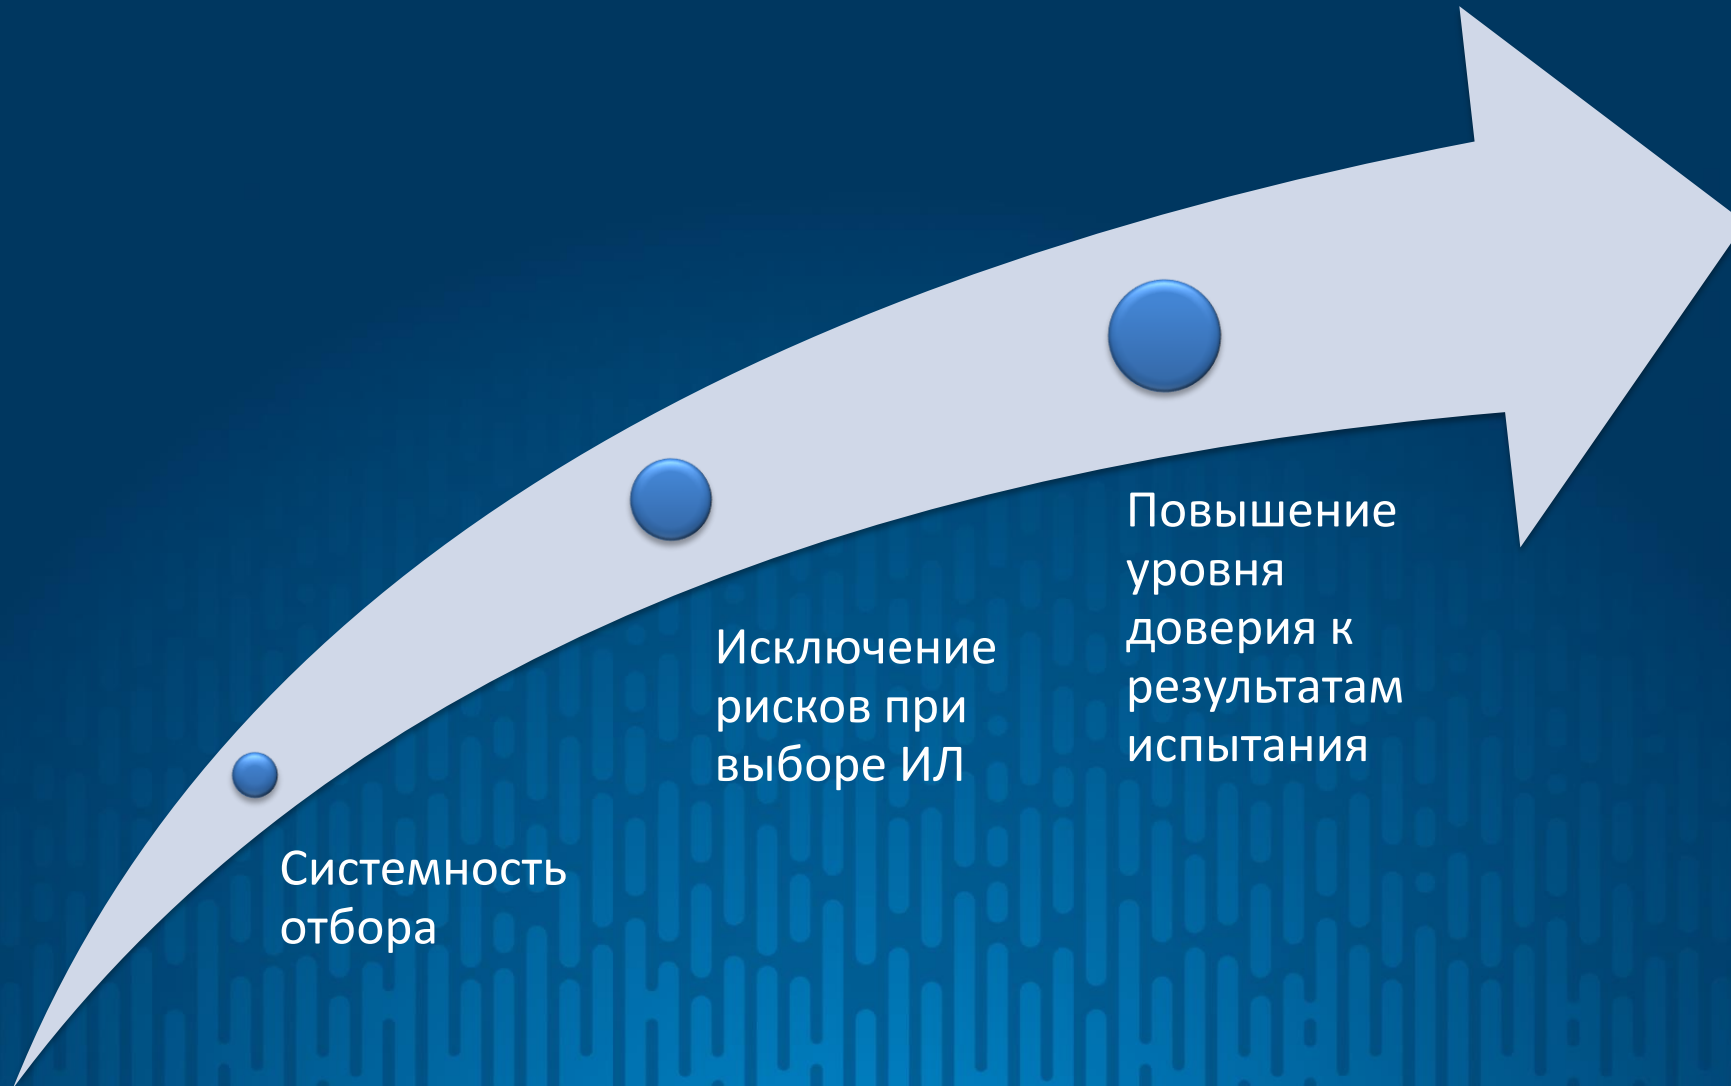 Системность
отбора
Исключение
рисков при
выборе ИЛ
Повышение
уровня
доверия к
результатам
испытания